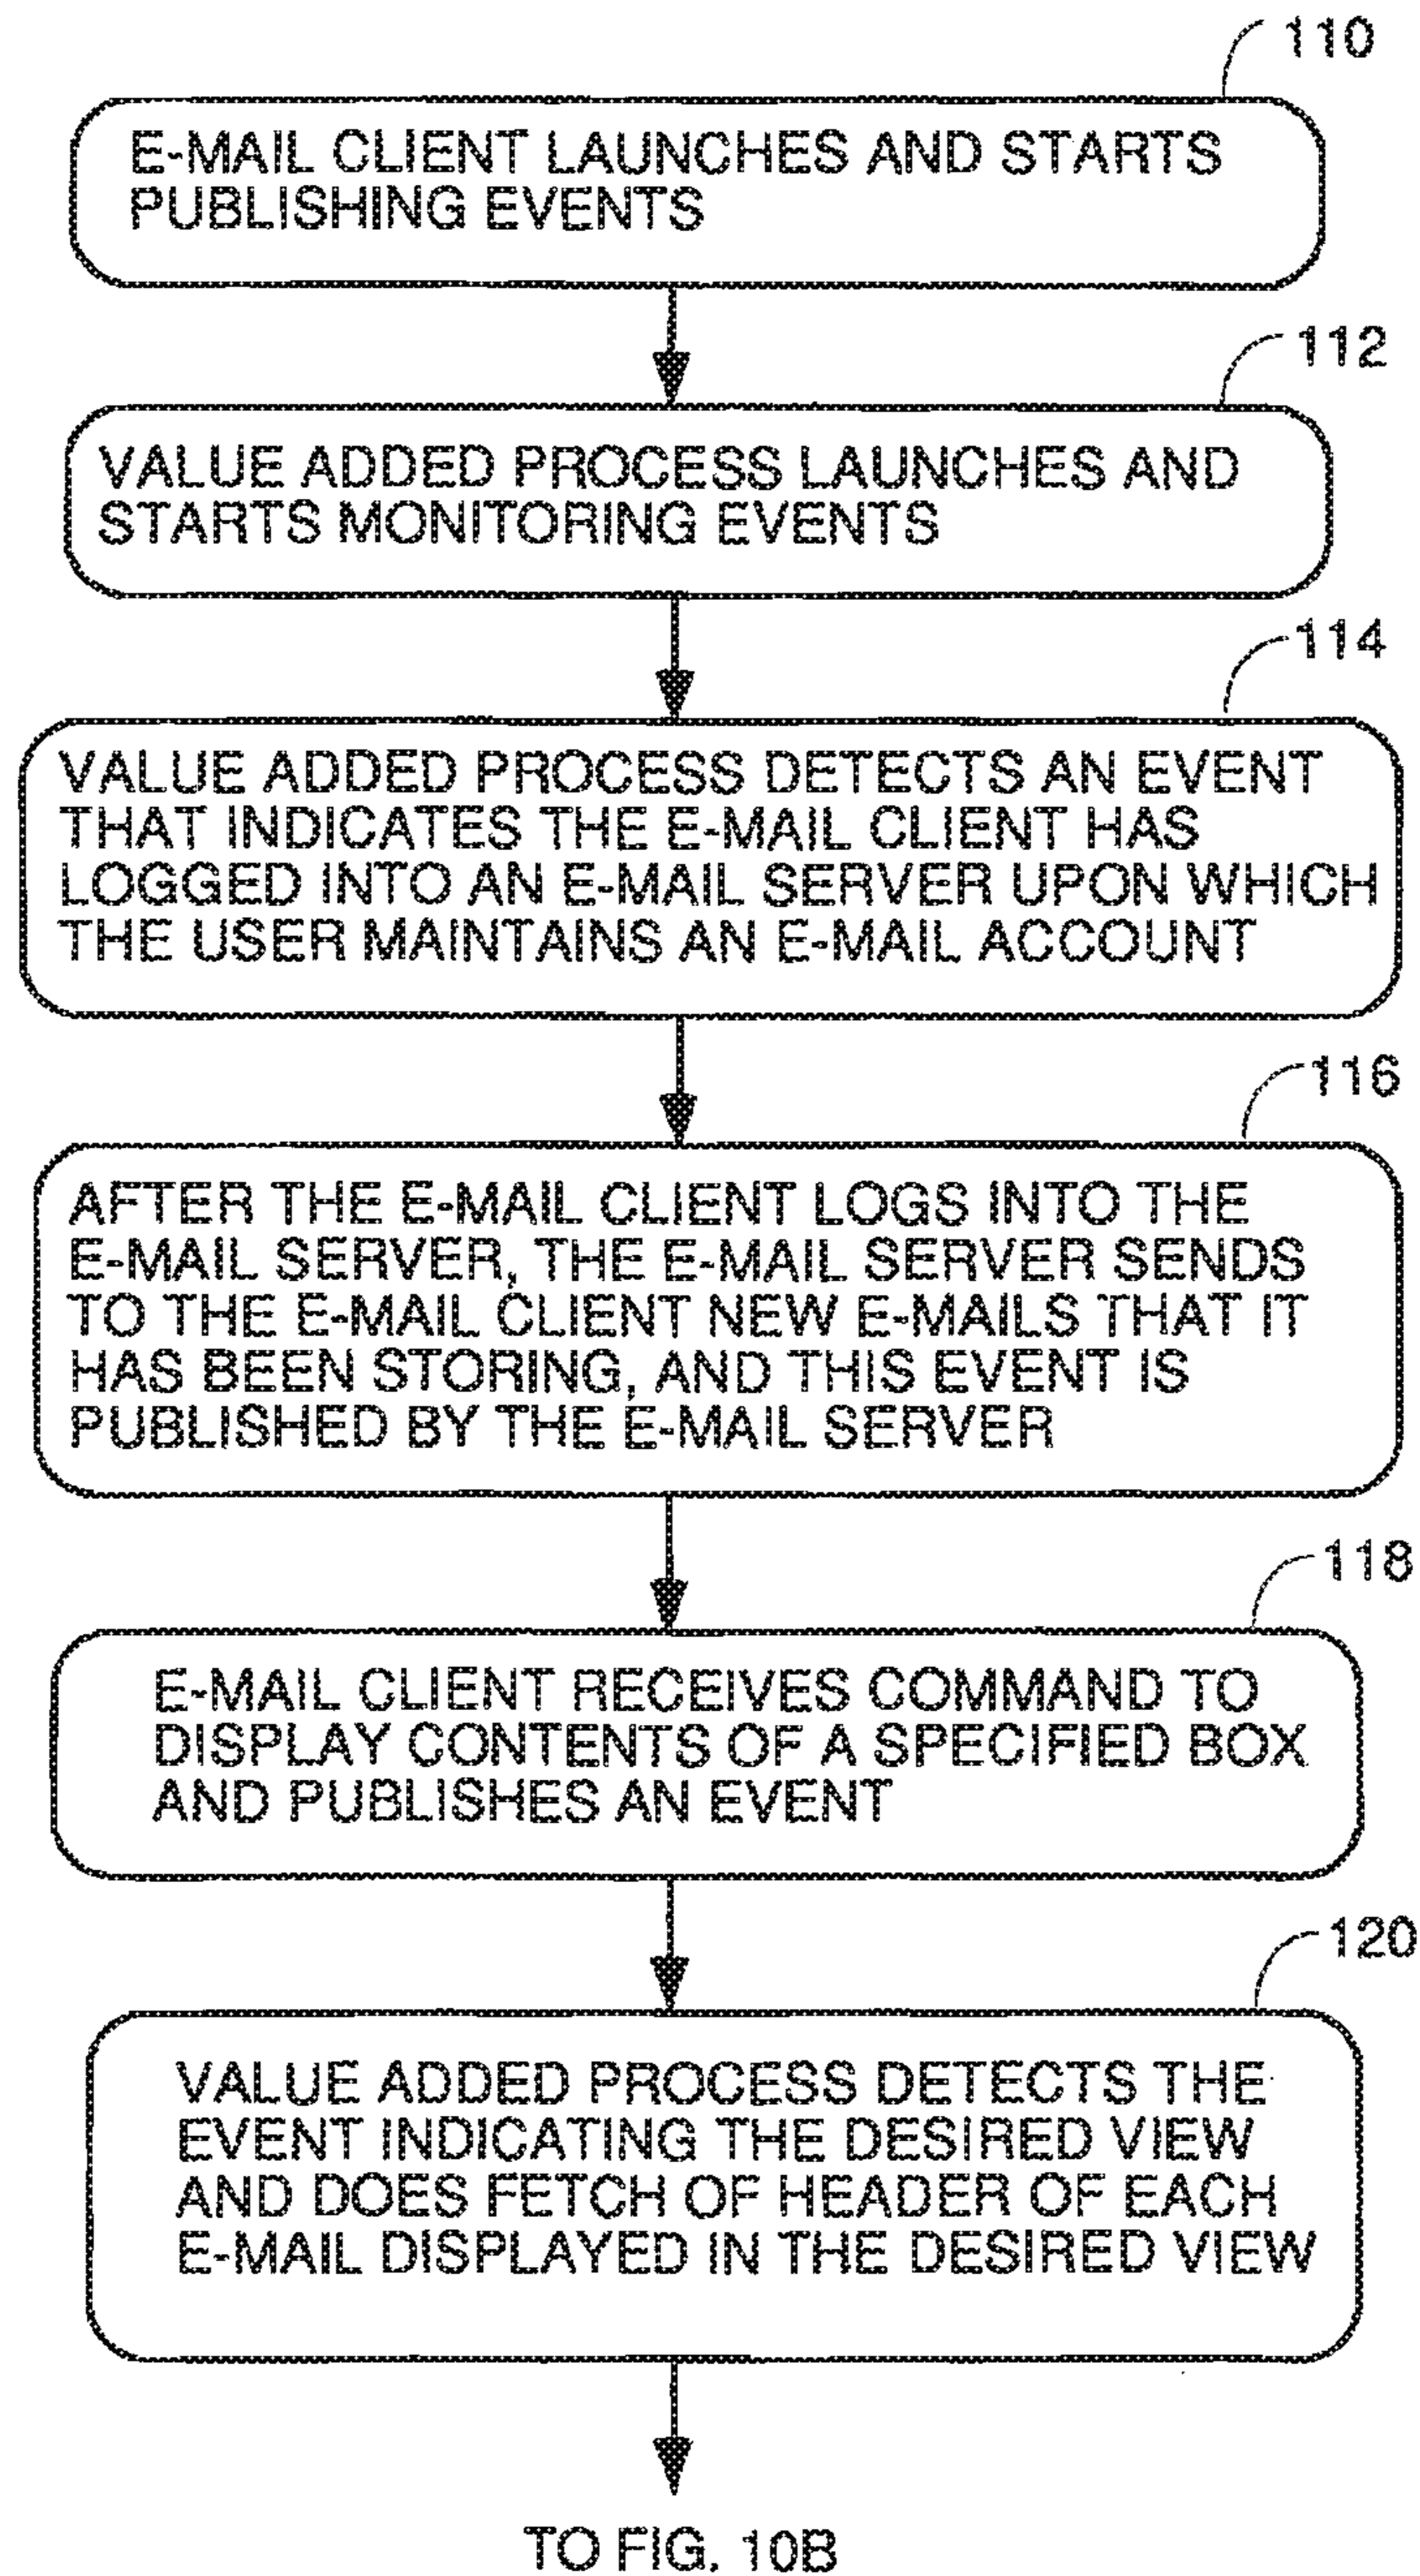 110
E-MAIL CLIENT LAUNCHES AND STARTS
PUBLISHING EVENTS
112
VALUE ADDED PROCESS LAUNCHES AND
STARTS MONITORING EVENTS
114
VALUE ADDED PROCESS DETECTS AN EVENT
THAT INDICATES THE E-MAIL CLIENT HAS
LOGGED INTO AN E-MAIL SERVER UPON WHICH
THE USER MAINTAINS AN E-MAIL ACCOUNT
116
AFTER THE E-MAIL CLIENT LOGS INTO THE
E-MAIL SERVER, THE E-MAIL SERVER SENDS
TO THE E-MAIL CLIENT NEW E-MAILS THAT IT
HAS BEEN STORING, AND THIS EVENT IS
PUBLISHED BY THE E-MAIL SERVER
118
E-MAIL CLIENT RECEIVES COMMAND TO
DISPLAY CONTENTS OF A SPECIFIED BOX
AND PUBLISHES AN EVENT
120
VALUE ADDED PROCESS DETECTS THE
EVENT INDICATING THE DESIRED VIEW
AND DOES FETCH OF HEADER OF EACH
E-MAIL DISPLAYED IN THE DESIRED VIEW
TO FIG. 10B